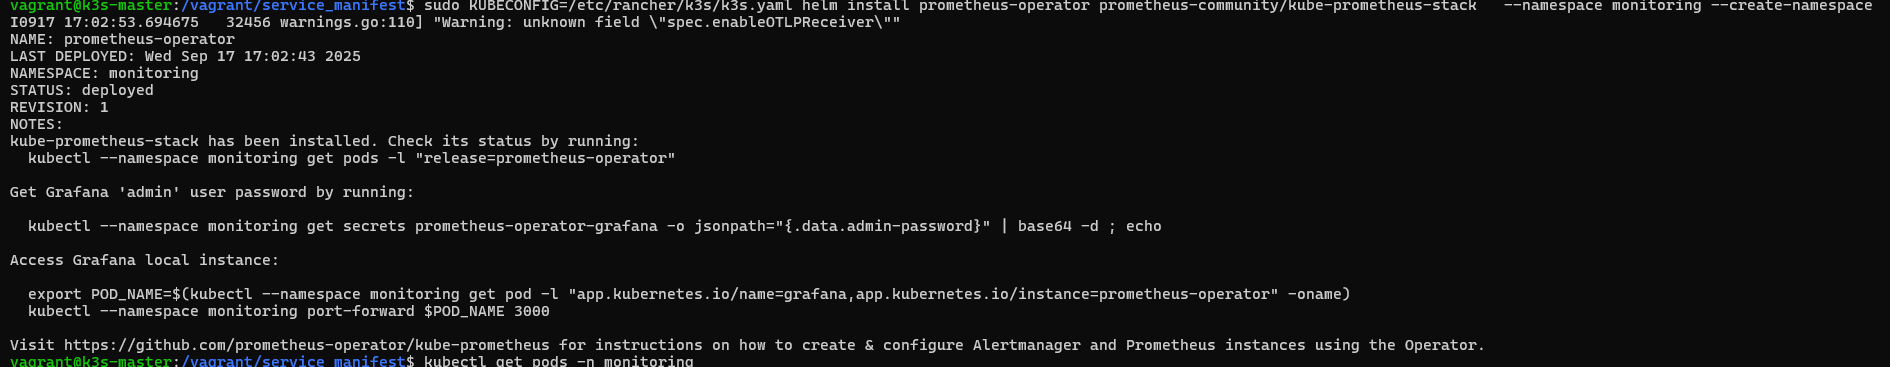 vagrant@k3s-master:/vagrant/service_manifest$ sudo KUBECONFIG=/etc/rancher/k3s/k3s.yaml helm install prometheus-operator prometheus-community/kube-prometheus-stack   --namespace monitoring --create-namespace
I0917 17:02:53.694675   32456 warnings.go:110] "Warning: unknown field \"spec.enableOTLPReceiver\""
NAME: prometheus-operator
LAST DEPLOYED: Wed Sep 17 17:02:43 2025
NAMESPACE: monitoring
STATUS: deployed
REVISION: 1
NOTES:
kube-prometheus-stack has been installed. Check its status by running:
  kubectl --namespace monitoring get pods -l "release=prometheus-operator"

Get Grafana 'admin' user password by running:

  kubectl --namespace monitoring get secrets prometheus-operator-grafana -o jsonpath="{.data.admin-password}" | base64 -d ; echo

Access Grafana local instance:

  export POD_NAME=$(kubectl --namespace monitoring get pod -l "app.kubernetes.io/name=grafana,app.kubernetes.io/instance=prometheus-operator" -oname)
  kubectl --namespace monitoring port-forward $POD_NAME 3000

Visit https://github.com/prometheus-operator/kube-prometheus for instructions on how to create & configure Alertmanager and Prometheus instances using the Operator.
vagrant@k3s-master:/vagrant/service_manifest$ kubectl get pods -n monitoring